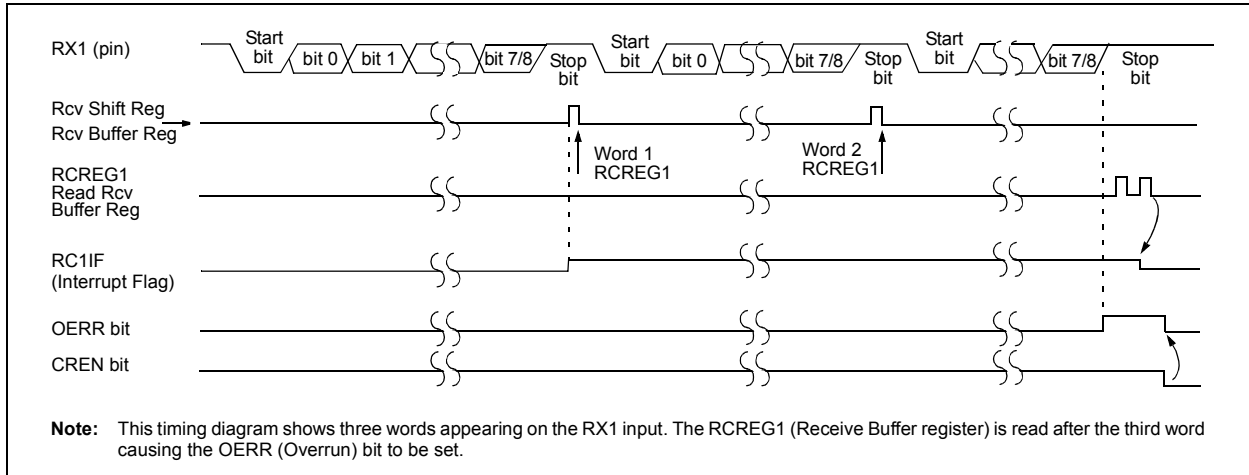 RX1 (pin)
Start bit
bit 0
bit 1
bit 7/8
Stop bit
Start bit
bit 0
bit 7/8
Stop bit
Start bit
bit 7/8
Stop bit
Rcv Shift Reg
Rcv Buffer Reg
Word 1
RCREG1
Word 2
RCREG1
RCREG1
Read Rcv
Buffer Reg
RC1IF
(Interrupt Flag)
OERR bit
CREN bit
Note: This timing diagram shows three words appearing on the RX1 input. The RCREG1 (Receive Buffer register) is read after the third word
causing the OERR (Overrun) bit to be set.